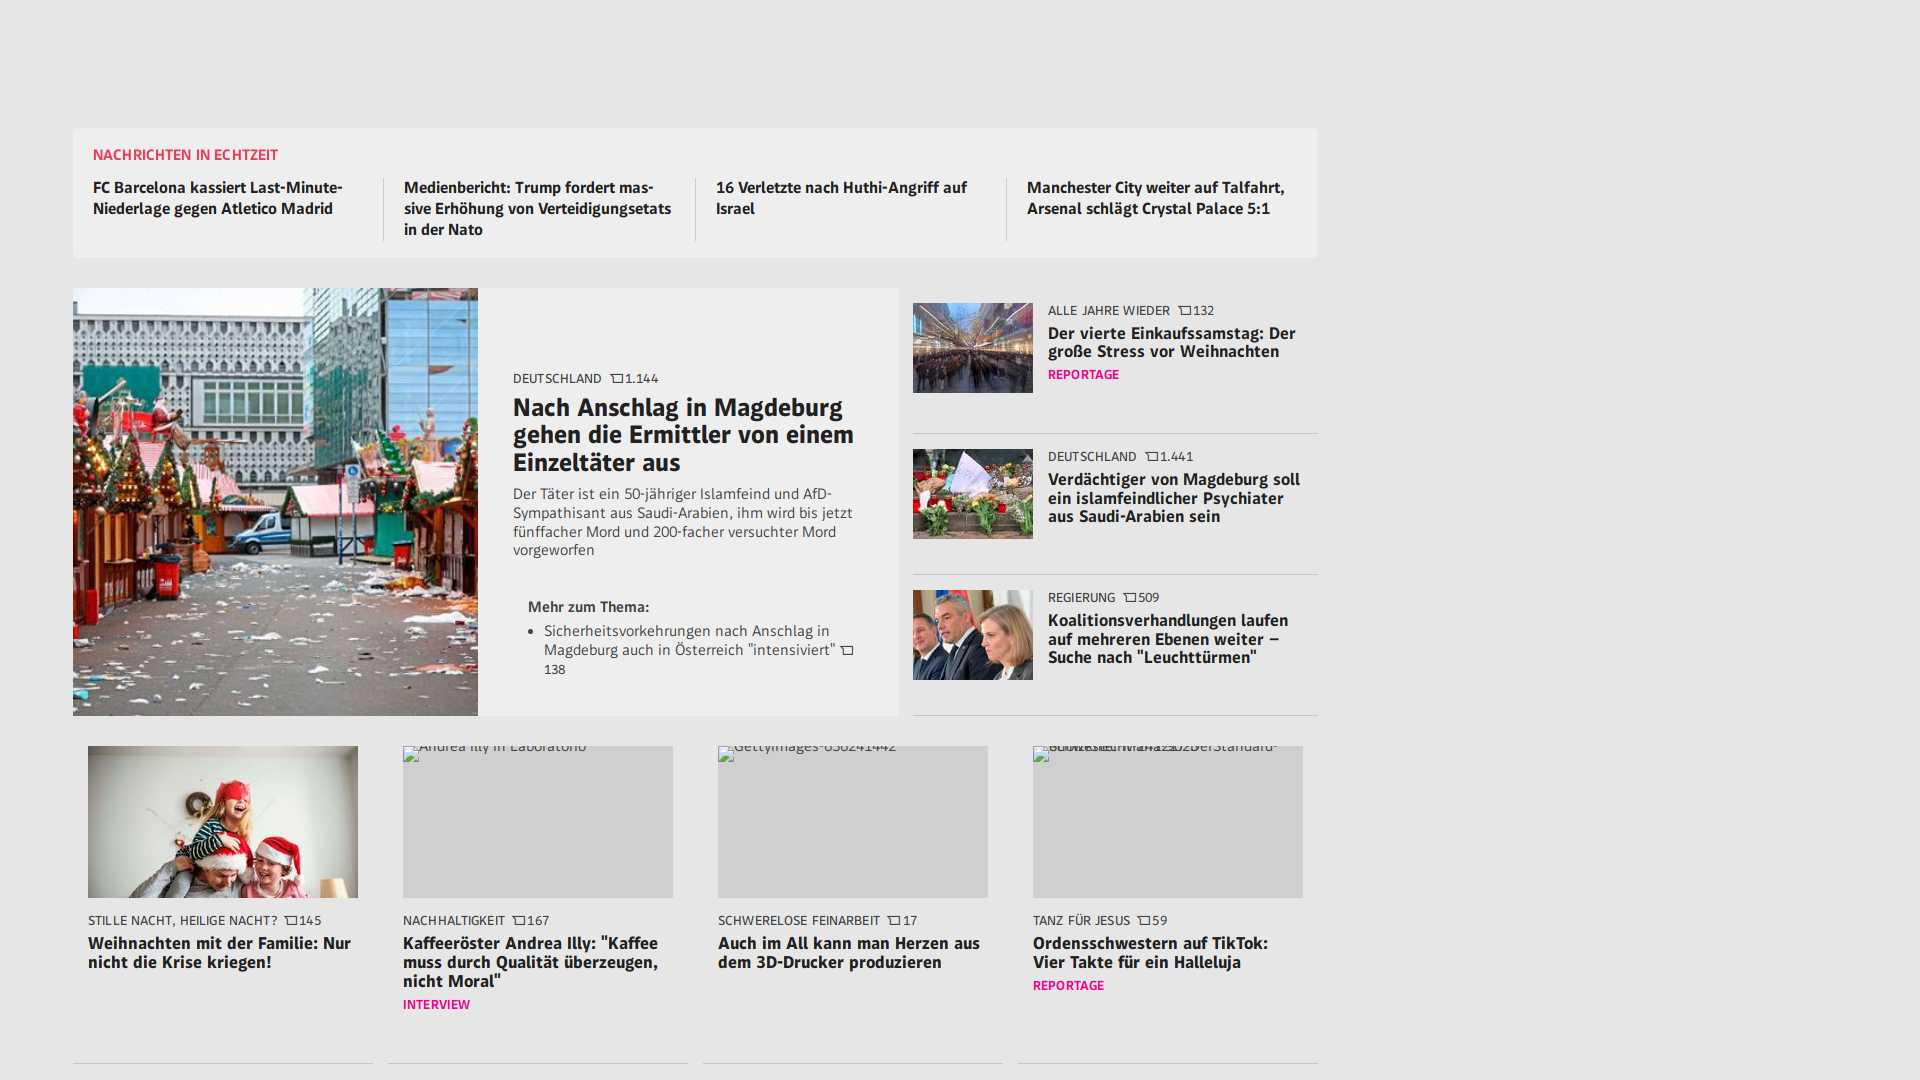 NACHRICHTEN IN ECHTZEIT
FC Barcelona kassiert Last-Minute-
Niederlage gegen Atletico Madrid
Medienbericht: Trump fordert mas-
sive Erhöhung von Verteidigungsetats
in der Nato
16 Verletzte nach Huthi-Angriff auf
Israel
Manchester City weiter auf Talfahrt,
Arsenal schlägt Crystal Palace 5:1
DEUTSCHLAND 1.144
Nach Anschlag in Magdeburg
gehen die Ermittler von einem
Einzeltäter aus
Der Täter ist ein 50-jähriger Islamfeind und AfD-
Sympathisant aus Saudi-Arabien, ihm wird bis jetzt
fünffacher Mord und 200-facher versuchter Mord
vorgeworfen
Mehr zum Thema:
• Sicherheitsvorkehrungen nach Anschlag in
Magdeburg auch in Österreich "intensiviert"
138
ALLE JAHRE WIEDER 132
Der vierte Einkaufssamstag: Der
große Stress vor Weihnachten
REPORTAGE
DEUTSCHLAND 1.441
Verdächtiger von Magdeburg soll
ein islamfeindlicher Psychiater
aus Saudi-Arabien sein
REGIERUNG 509
Koalitionsverhandlungen laufen
auf mehreren Ebenen weiter –
Suche nach "Leuchttürmen"
STILLE NACHT, HEILIGE NACHT? 145
Weihnachten mit der Familie: Nur
nicht die Krise kriegen!
Andrea Illy in Laboratorio
NACHHALTIGKEIT 167
Kaffeeröster Andrea Illy: "Kaffee
muss durch Qualität überzeugen,
nicht Moral"
INTERVIEW
GettyImages-636241442
SCHWERELOSE FEINARBEIT 17
Auch im All kann man Herzen aus
dem 3D-Drucker produzieren
TANZ FÜR JESUS 59
Ordensschwestern auf TikTok:
Vier Takte für ein Halleluja
REPORTAGE